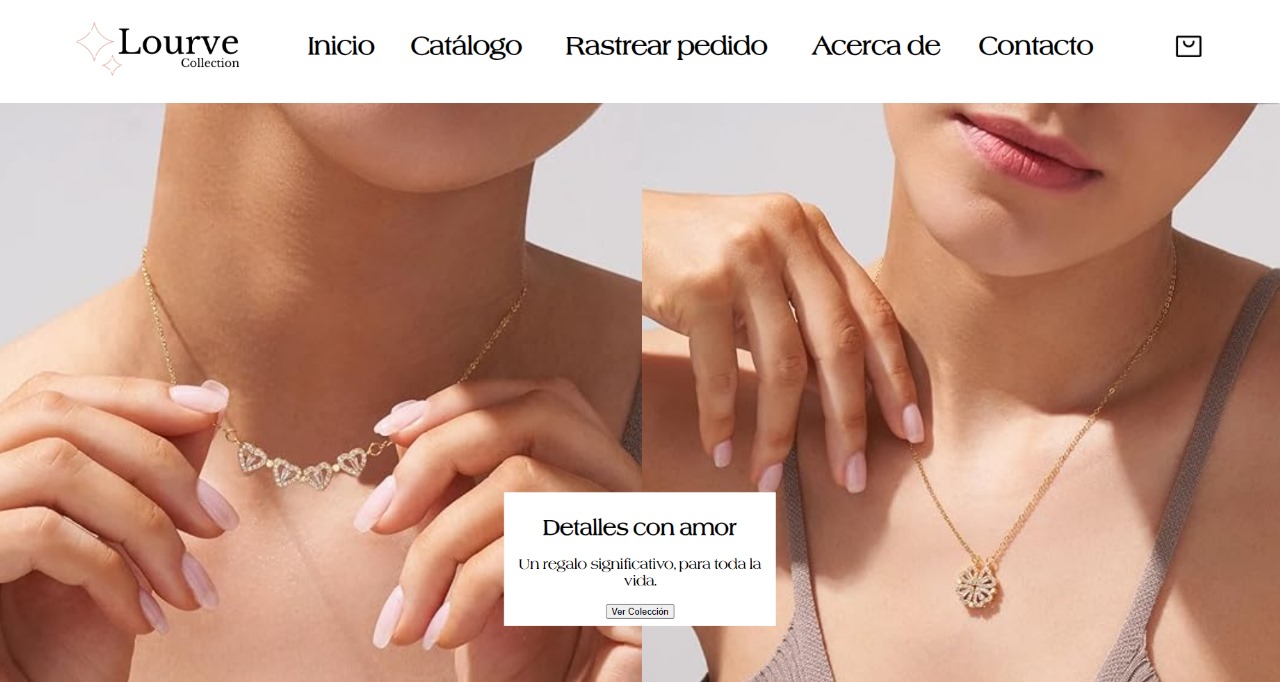 Lourve
Collection
Inicio Catálogo Rastrear pedido Acerca de Contacto
Detalles con amor
Un regalo significativo, para toda la
vida.
Ver Colección